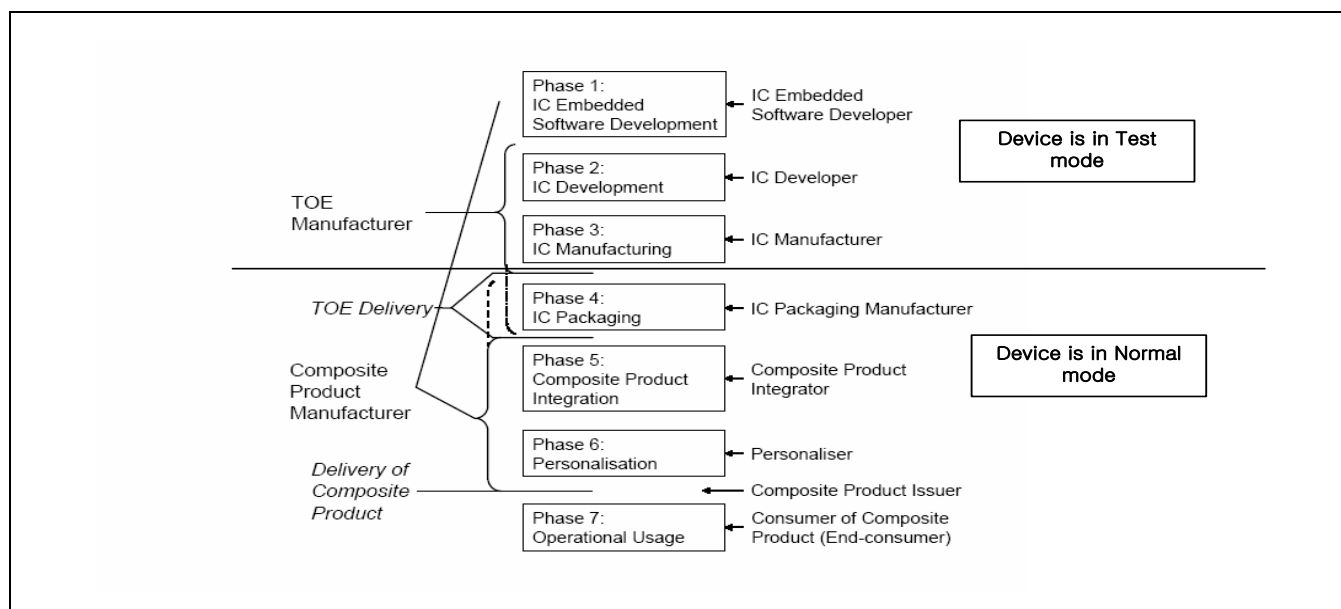 Phase 1:
IC Embedded
Software Development
IC Embedded
Software Developer
Device is in Test
mode
Phase 2:
IC Development
IC Developer
TOE
Manufacturer
Phase 3:
IC Manufacturing
IC Manufacturer
TOE Delivery
Phase 4:
IC Packaging
IC Packaging Manufacturer
Device is in Normal
mode
Composite
Product
Manufacturer
Phase 5:
Composite Product
Integration
Composite Product
Integrator
Phase 6:
Personalisation
Personaliser
Delivery of
Composite
Product
Composite Product Issuer
Phase 7:
Operational Usage
Consumer of Composite
Product (End-consumer)